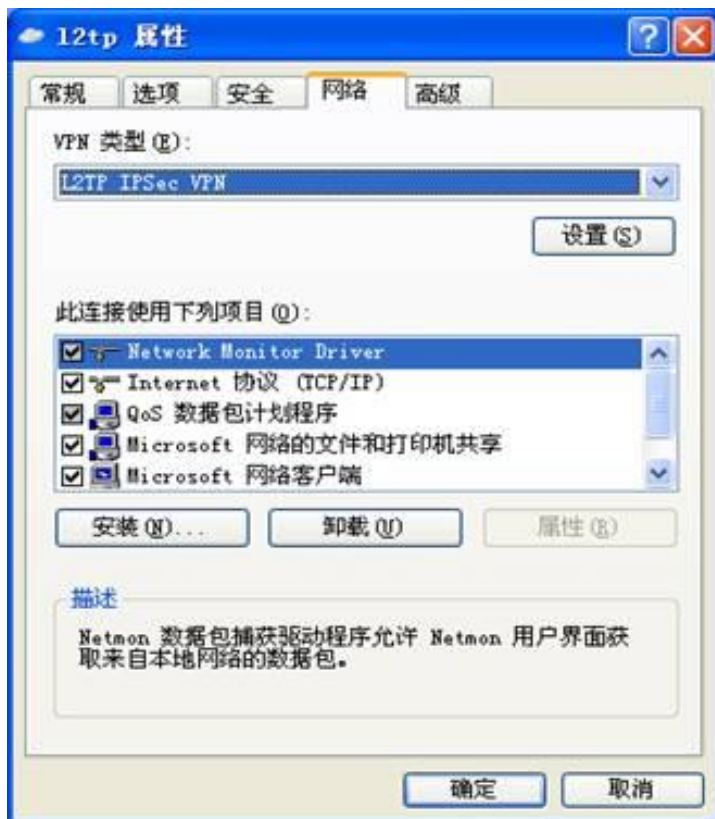 l2tp 属性
常规 选项 安全 网络 高级
VPN 类型(E):
L2TP IPSec VPN
设置(S)
此连接使用下列项目(O):
Network Monitor Driver
Internet 协议 (TCP/IP)
QoS 数据包计划程序
Microsoft 网络的文件和打印机共享
Microsoft 网络客户端
安装(N)... 卸载(U) 属性(R)
描述
Netmon 数据包捕获驱动程序允许 Netmon 用户界面获
取来自本地网络的数据包。
确定 取消